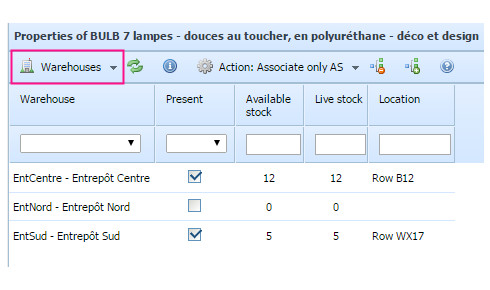 Properties of BULB 7 lampes - douces au toucher, en polyuréthane - déco et design
Warehouses Action: Associate only AS
Warehouse Present Available stock Live stock Location
EntCentre - Entrepôt Centre 12 12 Row B12
EntNord - Entrepôt Nord 0 0
EntSud - Entrepôt Sud 5 5 Row WX17